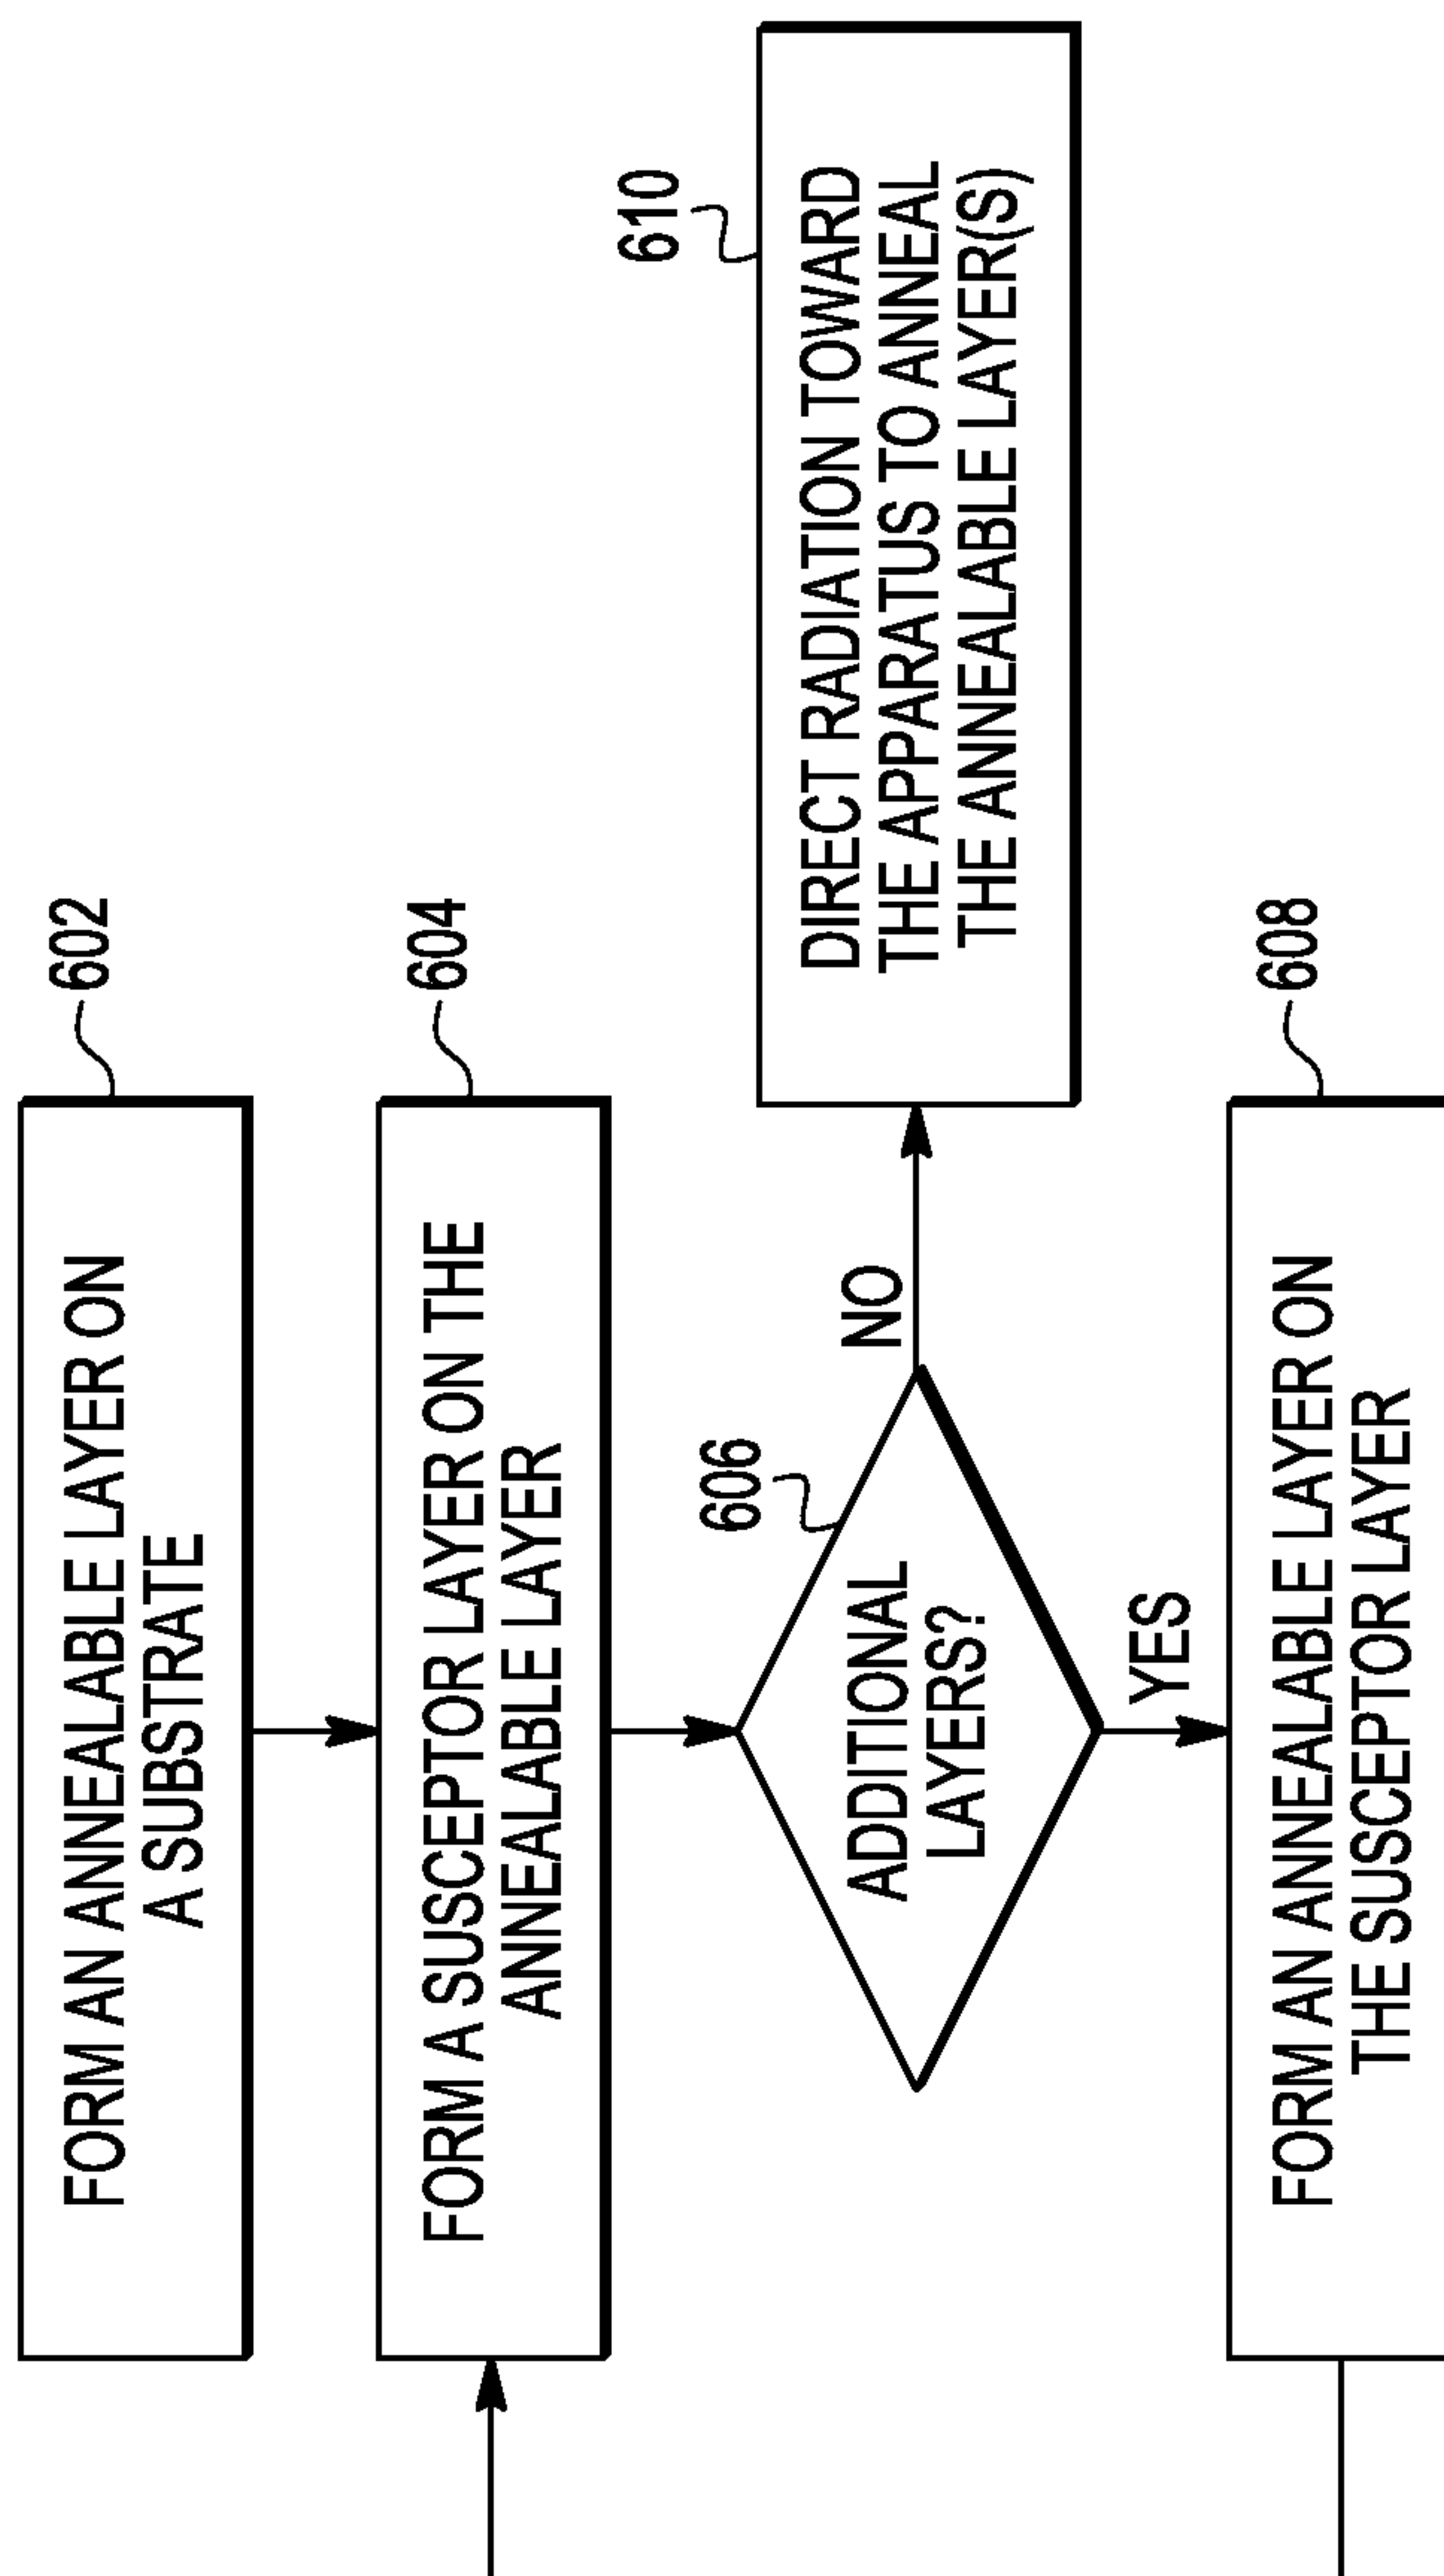 602
FORM AN ANNEALABLE LAYER ON
A SUBSTRATE
604
FORM A SUSCEPTOR LAYER ON THE
ANNEALABLE LAYER
606
ADDITIONAL
LAYERS?
NO
610
DIRECT RADIATION TOWARD
THE APPARATUS TO ANNEAL
THE ANNEALABLE LAYER(S)
YES
608
FORM AN ANNEALABLE LAYER ON
THE SUSCEPTOR LAYER